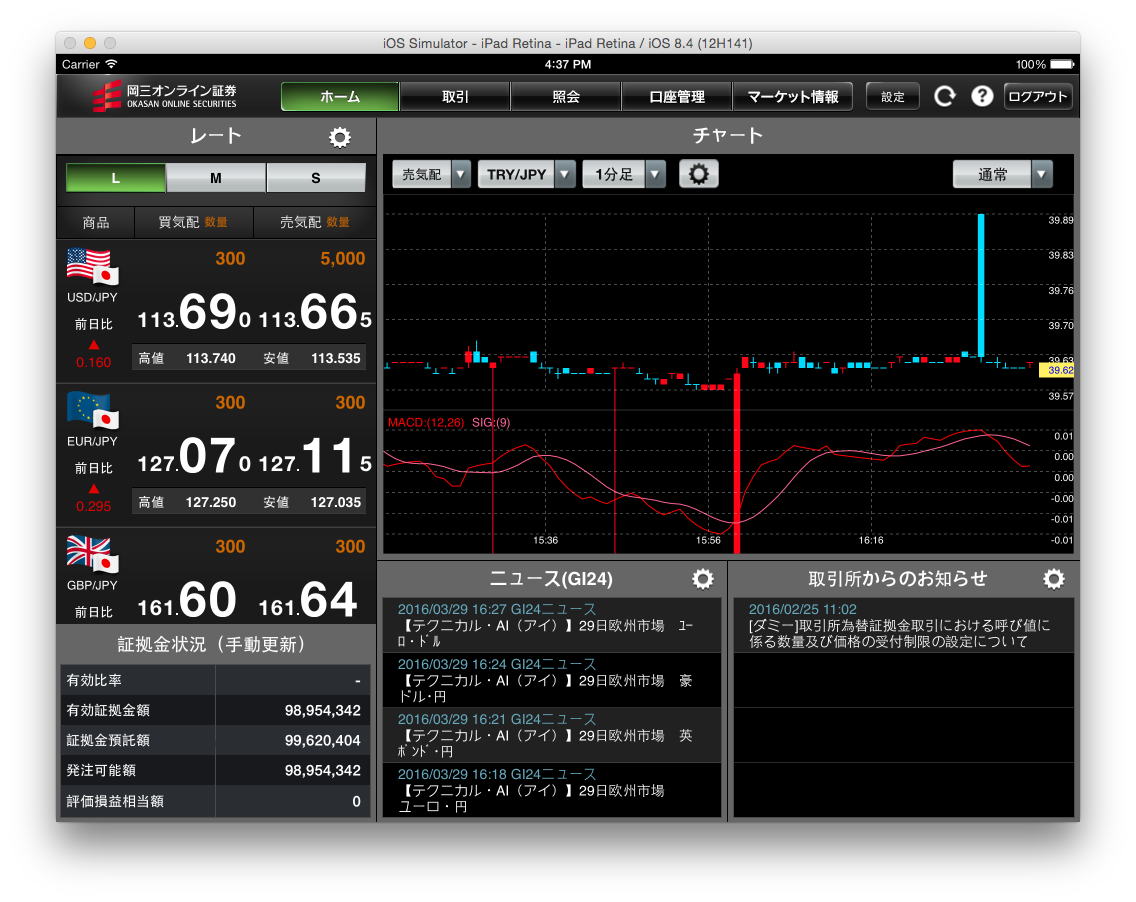 iOS Simulator - iPad Retina - iPad Retina / iOS 8.4 (12H141)
Carrier 4:37 PM 100%
岡三オンライン証券
OKASAN ONLINE SECURITIES
ホーム 取引 照会 口座管理 マーケット情報 設定 ? ログアウト
レート
L M S
商品 買気配 数量 売気配 数量
300 5,000
USD/JPY
113.690 113.665
前日比
0.160
高値 113.740 安値 113.535
300 300
EUR/JPY
127.070 127.115
前日比
0.295
高値 127.250 安値 127.035
300 300
GBP/JPY
161.60 161.64
前日比
証拠金状況（手動更新）
有効比率 -
有効証拠金額 98,954,342
証拠金預託額 99,620,404
発注可能額 98,954,342
評価損益相当額 0
チャート
売気配 TRY/JPY 1分足 通常
39.89
39.83
39.76
39.70
39.63
39.62
39.57
MACD:(12,26) SIG:(9)
0.01
0.00
0.00
-0.00
-0.01
-0.01
15:36 15:56 16:16
ニュース(GI24)
2016/03/29 16:27 GI24ニュース
【テクニカル・AI（アイ）】29日欧州市場　ﾕｰ
ﾛ・ﾄﾞﾙ
2016/03/29 16:24 GI24ニュース
【テクニカル・AI（アイ）】29日欧州市場　豪
ドル・円
2016/03/29 16:21 GI24ニュース
【テクニカル・AI（アイ）】29日欧州市場　英
ﾎﾟﾝﾄﾞ・円
2016/03/29 16:18 GI24ニュース
【テクニカル・AI（アイ）】29日欧州市場
ユーロ・円
取引所からのお知らせ
2016/02/25 11:02
[ダミー]取引所為替証拠金取引における呼び値に
係る数量及び価格の受付制限の設定について